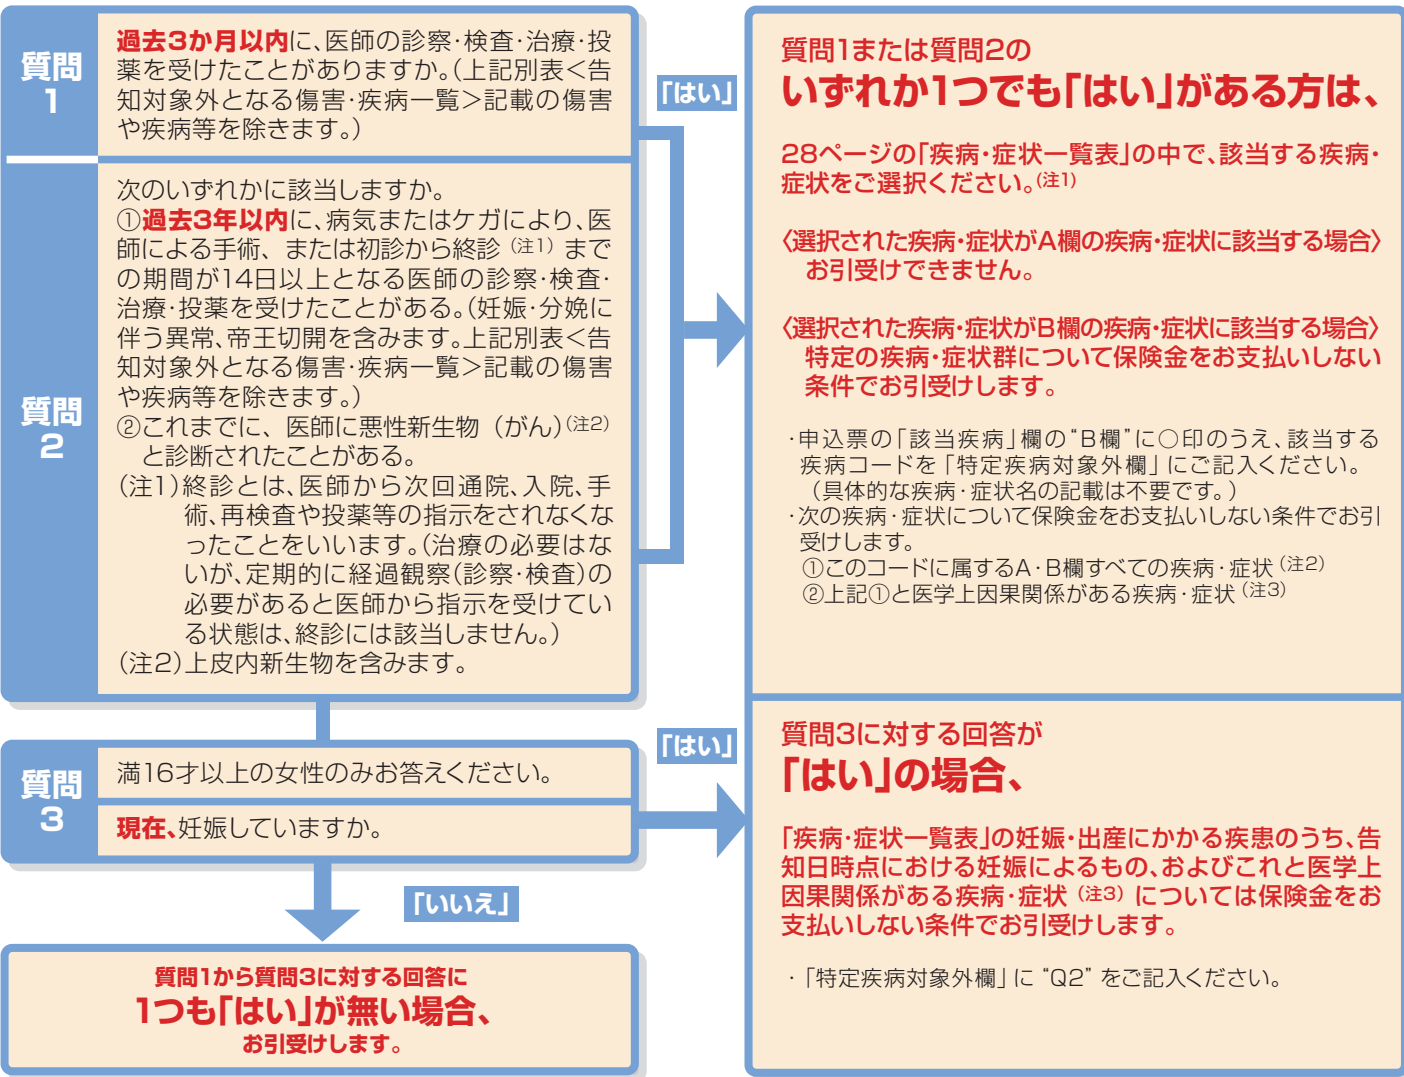 質問
1
過去3か月以内に、医師の診察・検査・治療・投
薬を受けたことがありますか。(上記別表<告
知対象外となる傷害・疾病一覧>記載の傷害
や疾病等を除きます。)
質問
2
次のいずれかに該当しますか。
①過去3年以内に、病気またはケガにより、医
師による手術、または初診から終診(注1)まで
の期間が14日以上となる医師の診察・検査・
治療・投薬を受けたことがある。(妊娠・分娩に
伴う異常、帝王切開を含みます。上記別表<告
知対象外となる傷害・疾病一覧>記載の傷害
や疾病等を除きます。)
②これまでに、医師に悪性新生物(がん)(注2)
と診断されたことがある。
(注1)終診とは、医師から次回通院、入院、手
術、再検査や投薬等の指示をされなくな
ったことをいいます。(治療の必要はな
いが、定期的に経過観察(診察・検査)の
必要があると医師から指示を受けてい
る状態は、終診には該当しません。)
(注2)上皮内新生物を含みます。
質問
3
満16才以上の女性のみお答えください。
現在、妊娠していますか。
「いいえ」
質問1から質問3に対する回答に
1つも「はい」が無い場合、
お引受けします。
「はい」
質問1または質問2の
いずれか1つでも「はい」がある方は、
28ページの「疾病・症状一覧表」の中で、該当する疾病・
症状をご選択ください。(注1)
〈選択された疾病・症状がA欄の疾病・症状に該当する場合〉
お引受けできません。
〈選択された疾病・症状がB欄の疾病・症状に該当する場合〉
特定の疾病・症状群について保険金をお支払いしない
条件でお引受けします。
・申込票の「該当疾病」欄の“B欄”に○印のうえ、該当する
疾病コードを「特定疾病対象外欄」にご記入ください。
(具体的な疾病・症状名の記載は不要です。)
・次の疾病・症状について保険金をお支払いしない条件でお引
受けします。
①このコードに属するA・B欄すべての疾病・症状(注2)
②上記①と医学上因果関係がある疾病・症状(注3)
「はい」
質問3に対する回答が
「はい」の場合、
「疾病・症状一覧表」の妊娠・出産にかかる疾患のうち、告
知日時点における妊娠によるもの、およびこれと医学上
因果関係がある疾病・症状(注3)については保険金をお
支払いしない条件でお引受けします。
・「特定疾病対象外欄」に“Q2”をご記入ください。